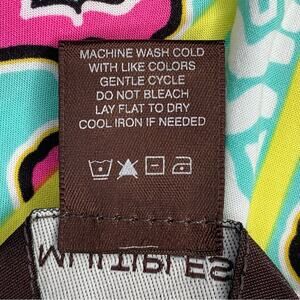 MACHINE WASH COLD
WITH LIKE COLORS
GENTLE CYCLE
DO NOT BLEACH
LAY FLAT TO DRY
COOL IRON IF NEEDED
MULTIPLES